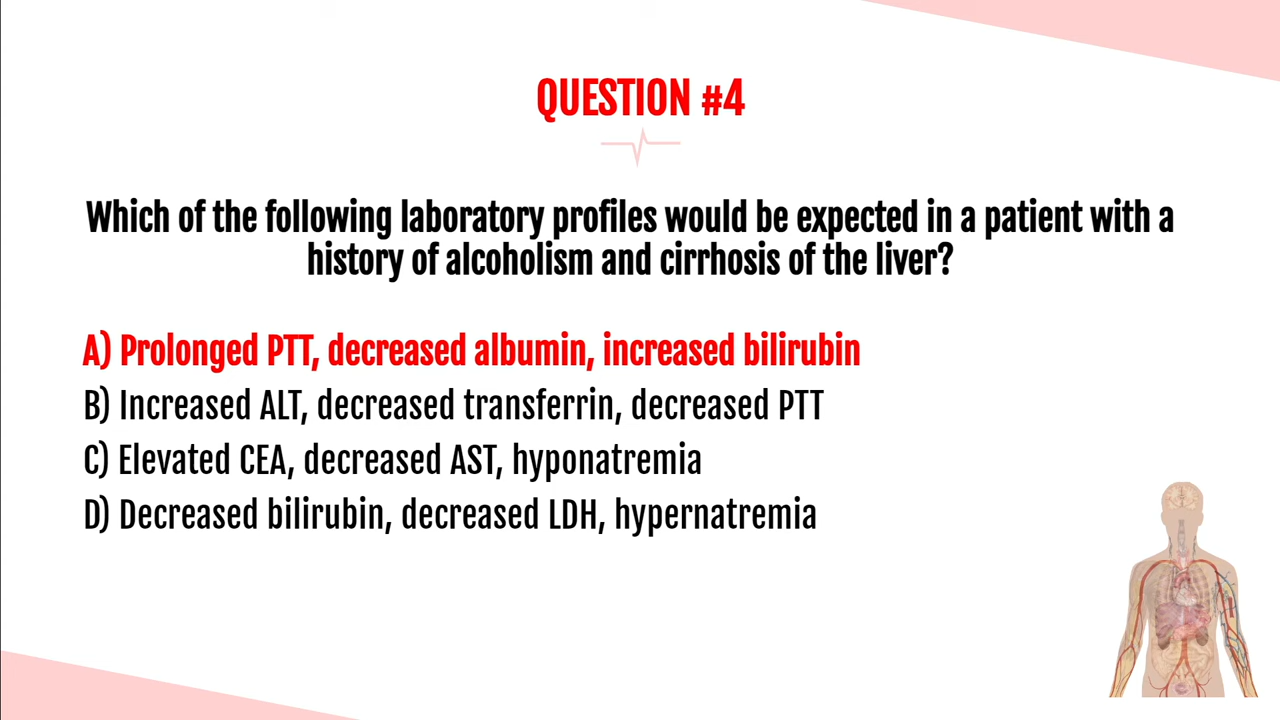 QUESTION #4
Which of the following laboratory profiles would be expected in a patient with a
history of alcoholism and cirrhosis of the liver?
A) Prolonged PTT, decreased albumin, increased bilirubin
B) Increased ALT, decreased transferrin, decreased PTT
C) Elevated CEA, decreased AST, hyponatremia
D) Decreased bilirubin, decreased LDH, hypernatremia